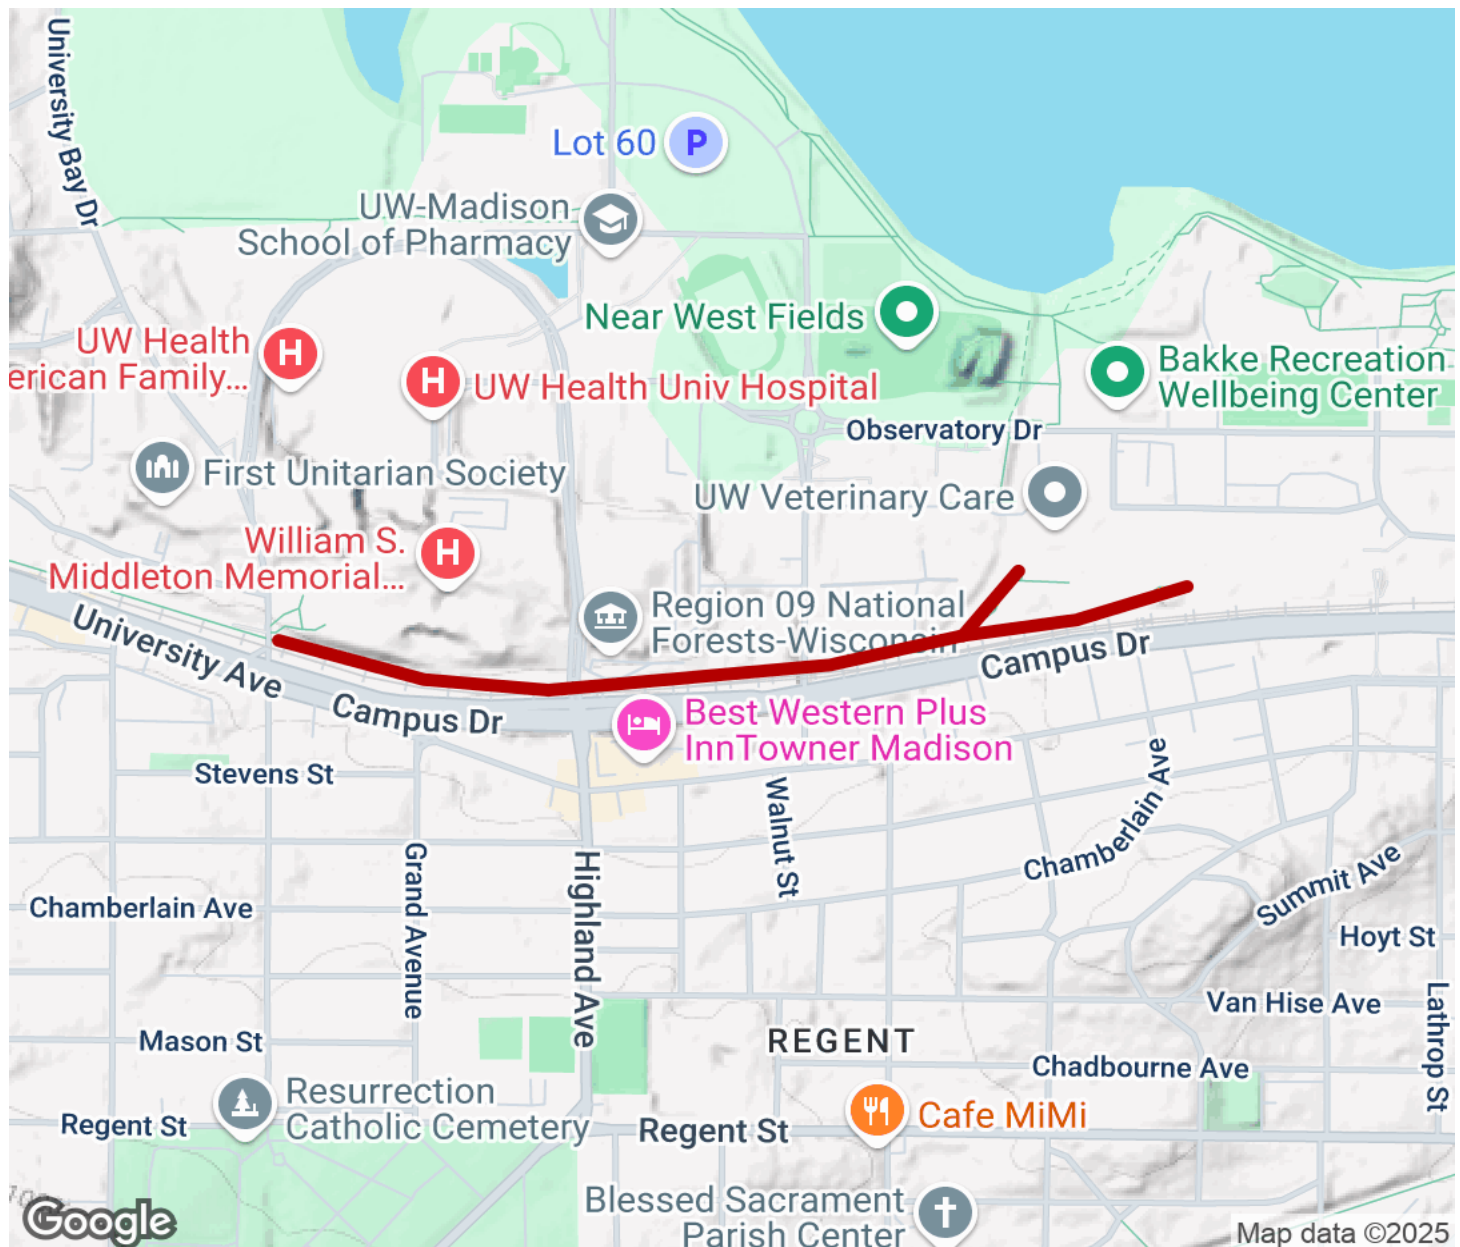 University Bay Dr
Lot 60
P
UW-Madison
School of Pharmacy
Near West Fields
UW Health
erican Family...
H
H
UW Health Univ Hospital
Bakke Recreation
Wellbeing Center
Observatory Dr
First Unitarian Society
UW Veterinary Care
William S.
Middleton Memorial...
H
Region 09 National
Forests-Wisconsin
University Ave
Campus Dr
Campus Dr
Best Western Plus
InnTowner Madison
Stevens St
Walnut St
Chamberlain Ave
Grand Avenue
Highland Ave
Summit Ave
Chamberlain Ave
Hoyt St
Van Hise Ave
Lathrop St
Mason St
REGENT
Chadbourne Ave
Resurrection
Catholic Cemetery
Regent St
Regent St
Cafe MiMi
Blessed Sacrament
Parish Center
Google
Map data ©2025